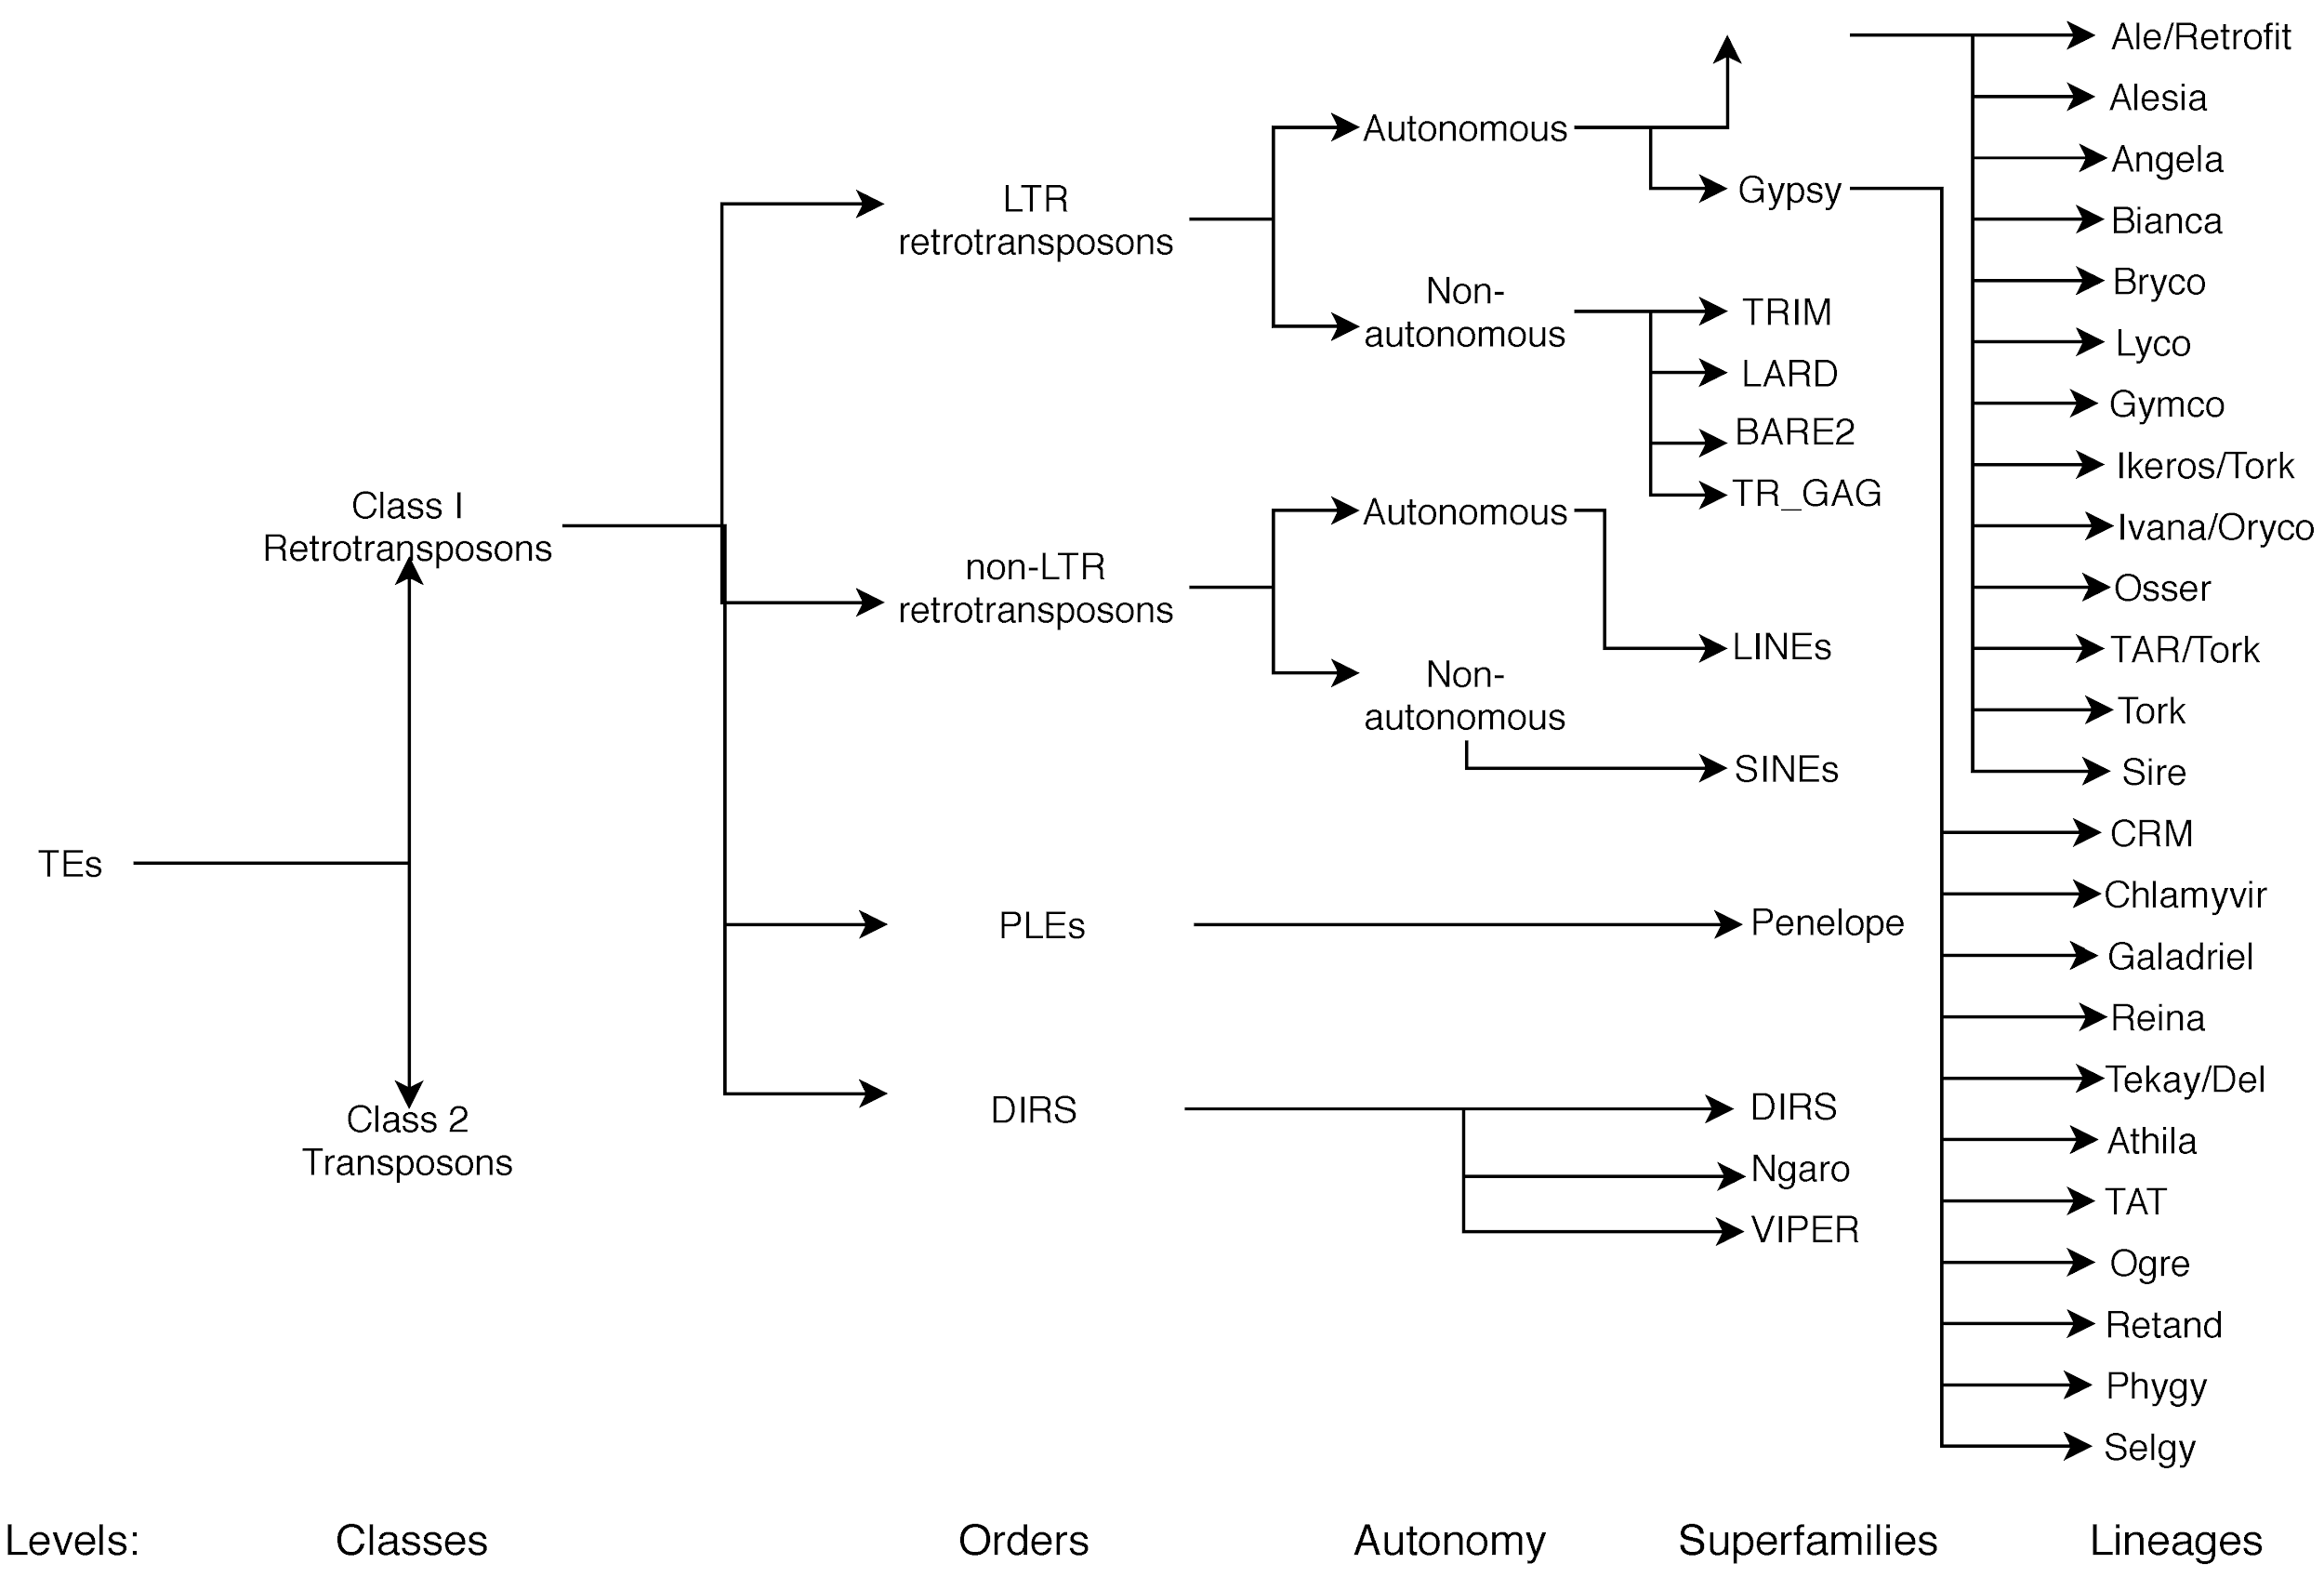 TEs
Class I
Retrotransposons
Class 2
Transposons
LTR
retrotransposons
non-LTR
retrotransposons
PLEs
DIRS
Autonomous
Non-
autonomous
Autonomous
Non-
autonomous
Gypsy
TRIM
LARD
BARE2
TR_GAG
LINEs
SINEs
Penelope
DIRS
Ngaro
VIPER
Ale/Retrofit
Alesia
Angela
Bianca
Bryco
Lyco
Gymco
Ikeros/Tork
Ivana/Oryco
Osser
TAR/Tork
Tork
Sire
CRM
Chlamyvir
Galadriel
Reina
Tekay/Del
Athila
TAT
Ogre
Retand
Phygy
Selgy
Levels:
Classes
Orders
Autonomy
Superfamilies
Lineages